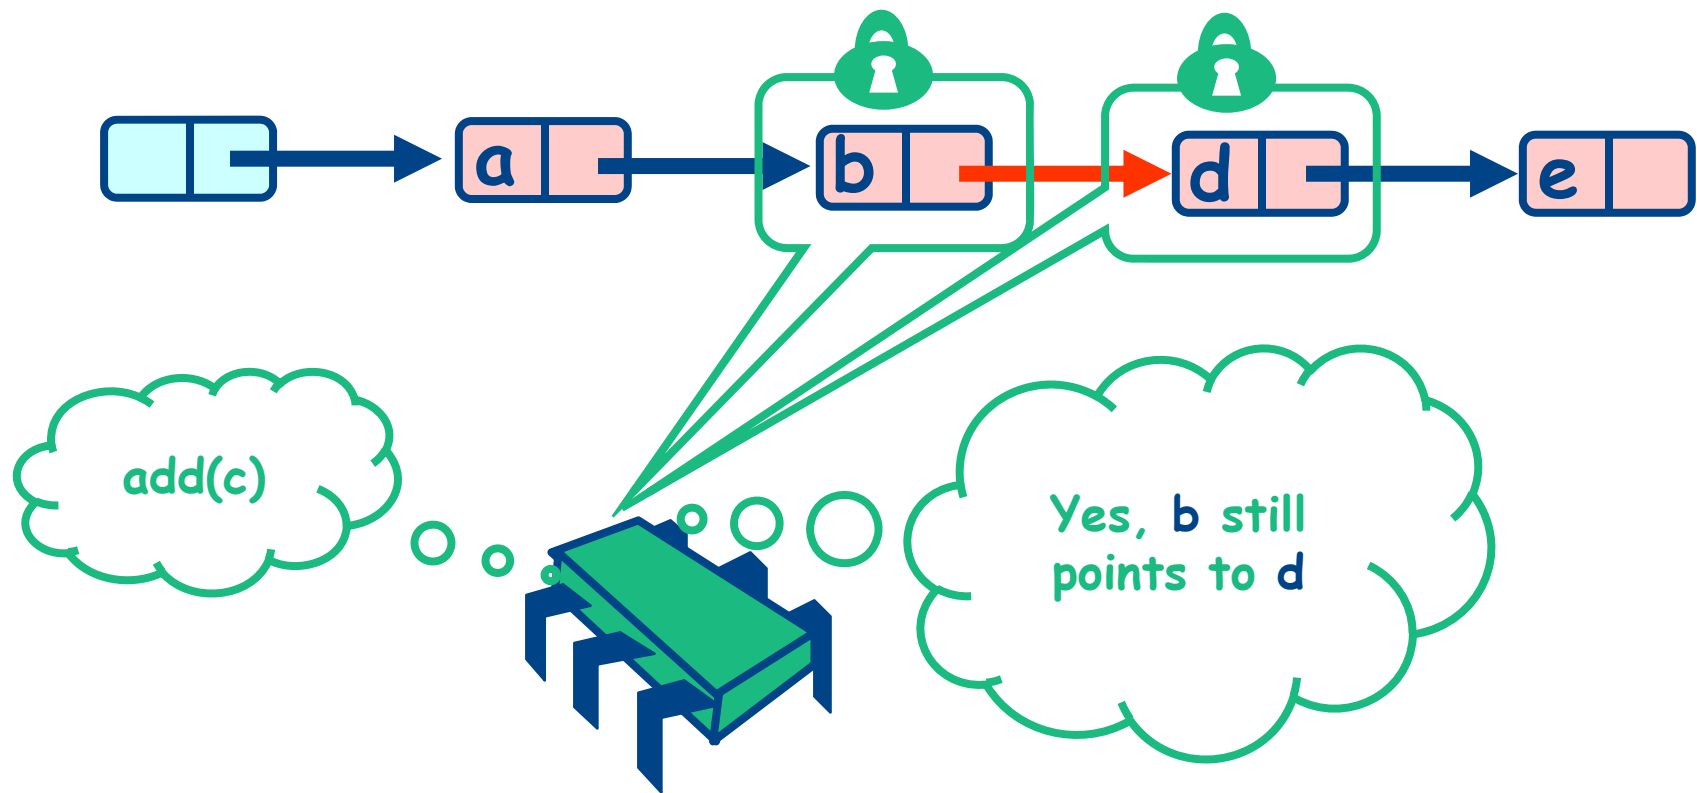 a
b
d
e
add(c)
Yes, b still
points to d